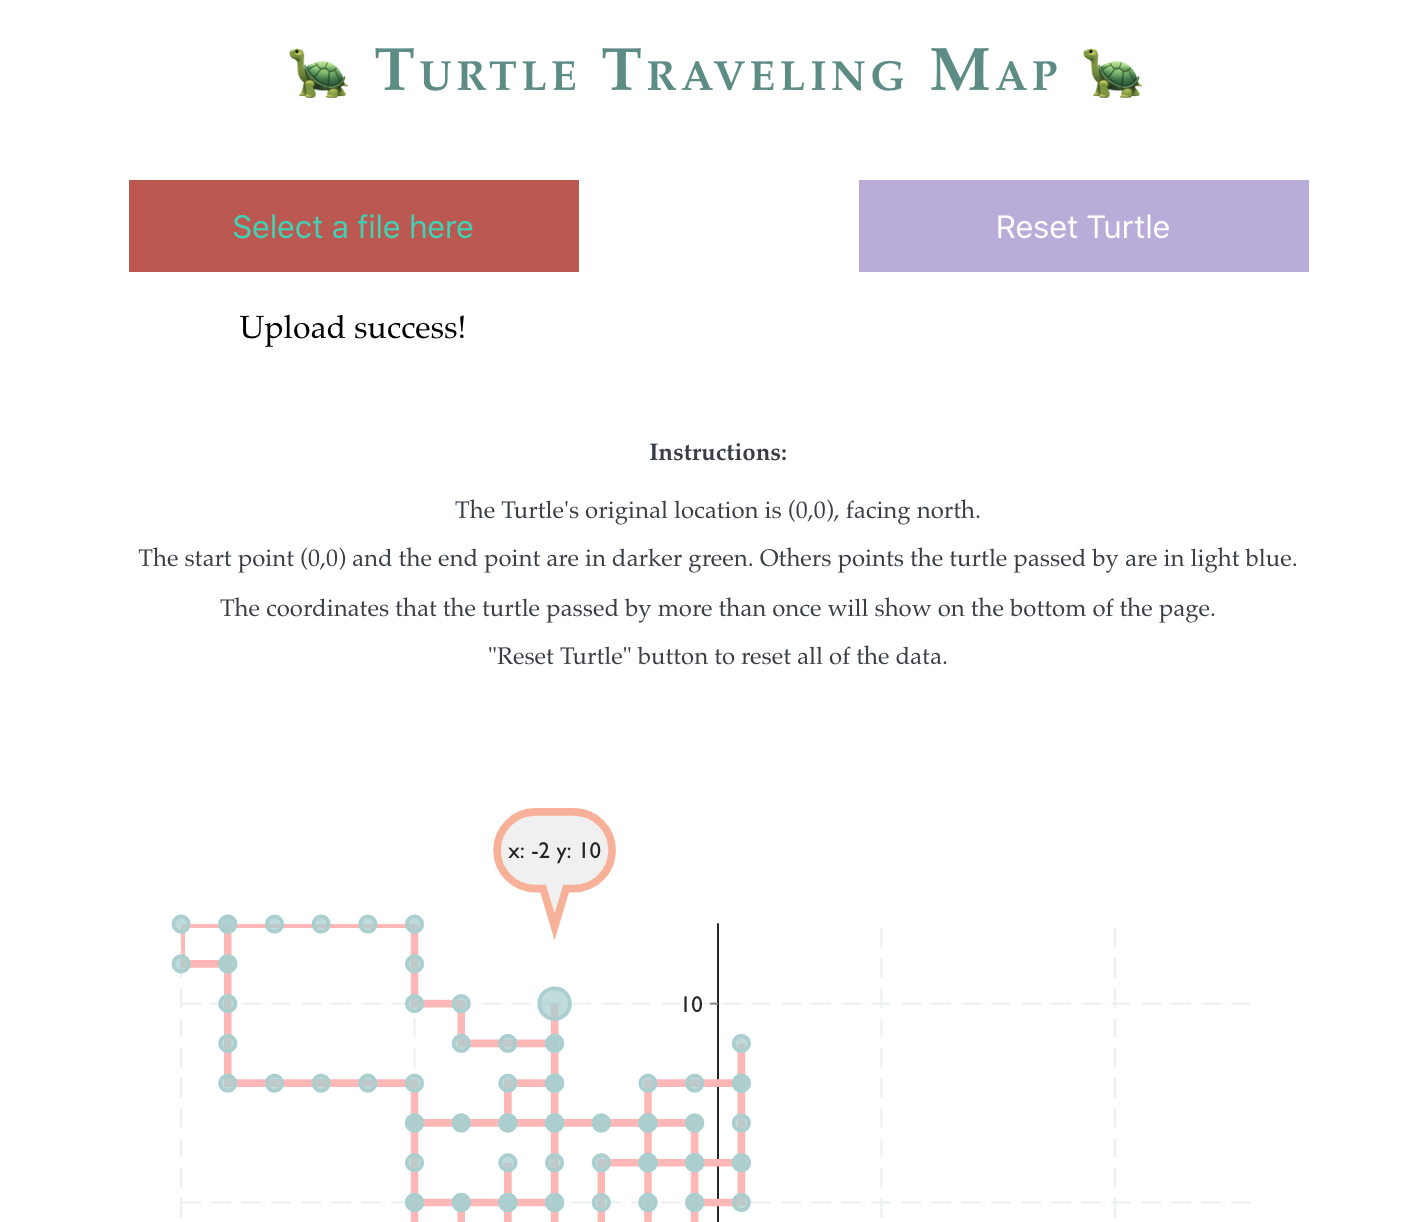 Turtle Traveling Map
Select a file here
Reset Turtle
Upload success!
Instructions:
The Turtle's original location is (0,0), facing north.
The start point (0,0) and the end point are in darker green. Others points the turtle passed by are in light blue.
The coordinates that the turtle passed by more than once will show on the bottom of the page.
"Reset Turtle" button to reset all of the data.
x: -2 y: 10
10